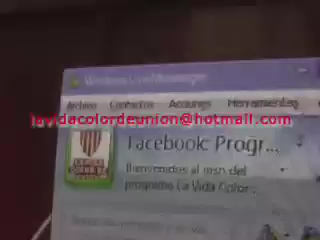 Windows Live Messenger
Archivo Contactos Acciones Herramientas
lavidacolordeunion@hotmail.com
Facebook Progr...
Bienvenidos al msn del
programa La Vida Color...